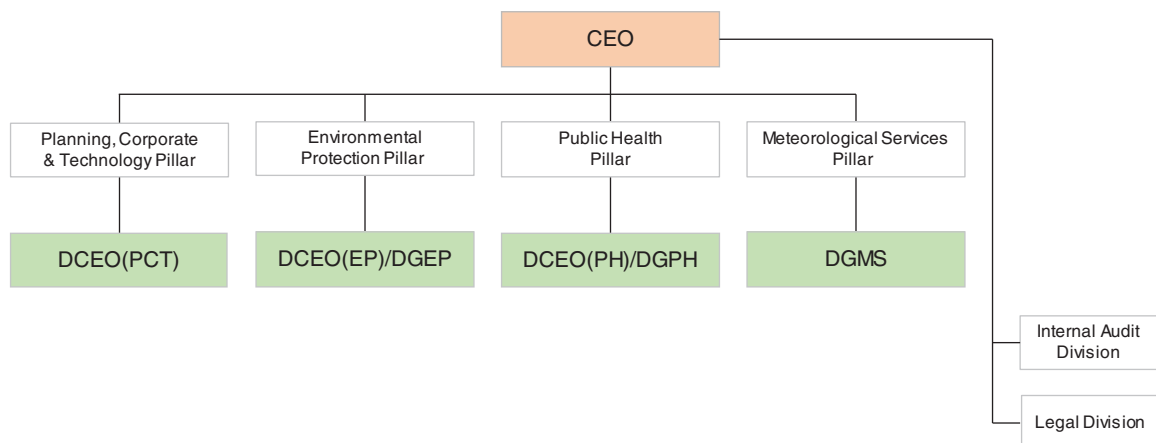 CEO
Planning, Corporate
& Technology Pillar
Environmental
Protection Pillar
Public Health
Pillar
Meteorological Services
Pillar
DCEO(PCT)
DCEO(EP)/DGEP
DCEO(PH)/DGPH
DGMS
Internal Audit
Division
Legal Division